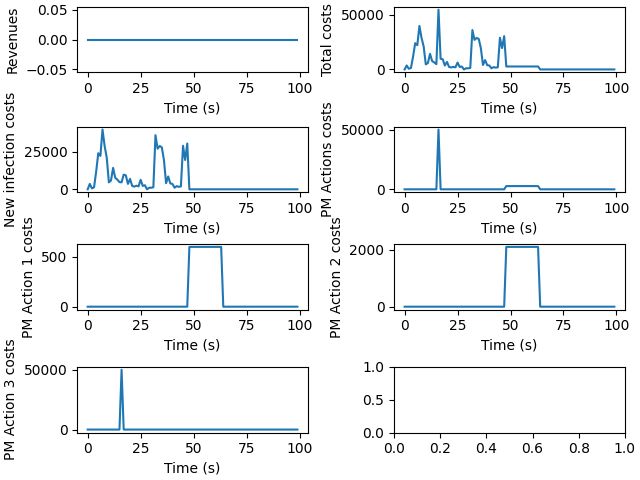 Revenues
0.05
0.00
−0.05
0 25 50 75 100
Time (s)
Total costs
50000
0
0 25 50 75 100
Time (s)
New infection costs
25000
0
0 25 50 75 100
Time (s)
PM Actions costs
50000
0
0 25 50 75 100
Time (s)
PM Action 1 costs
500
0
0 25 50 75 100
Time (s)
PM Action 2 costs
2000
0
0 25 50 75 100
Time (s)
PM Action 3 costs
50000
0
0 25 50 75 100
Time (s)
1.0
0.5
0.0
0.0 0.2 0.4 0.6 0.8 1.0